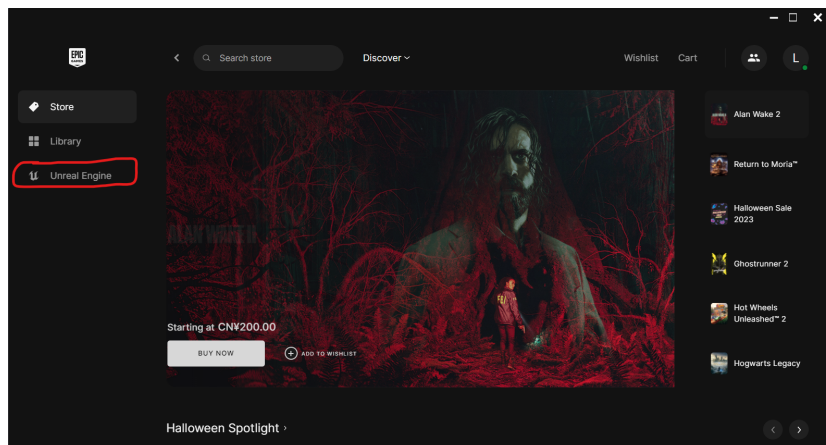 EPIC
GAMES
Search store
Discover
Wishlist
Cart
L
Store
Library
Unreal Engine
ALAN WAKE II
Starting at CN¥200.00
BUY NOW
ADD TO WISHLIST
Alan Wake 2
Return to Moria™
Halloween Sale
2023
Ghostrunner 2
Hot Wheels
Unleashed™ 2
Hogwarts Legacy
Halloween Spotlight